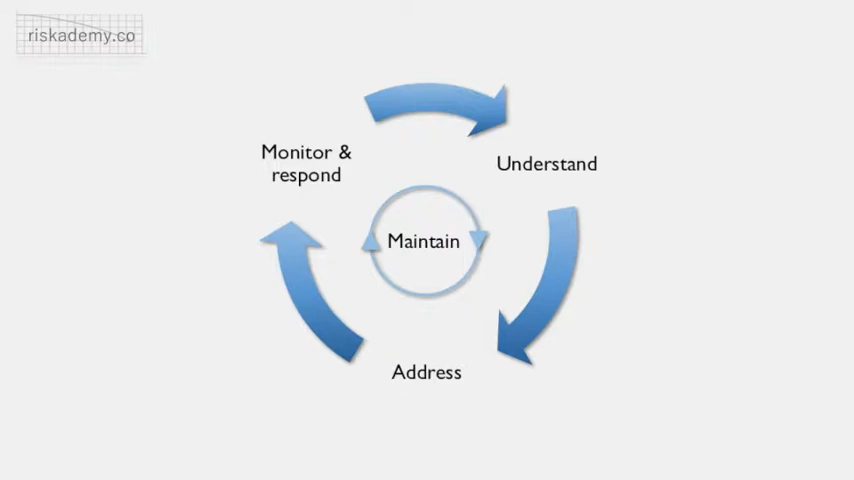 riskademy.co
Monitor &
respond
Understand
Maintain
Address